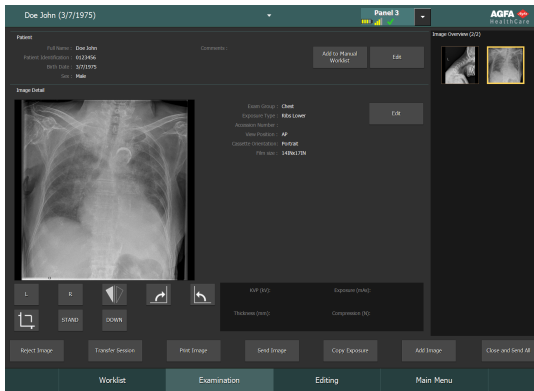 Doe John (3/7/1975)
Panel 3
AGFA
HealthCare
Patient
Full Name : Doe John
Comments :
Patient Identification : 0123456
Birth Date : 3/7/1975
Sex : Male
Add to Manual
Worklist
Edit
Image Overview (2/2)
Image Detail
Exam Group : Chest
Exposure Type : Ribs Lower
Accession Number :
View Position : AP
Cassette orientation : Portrait
Film size : 14INx17IN
Edit
L
R
STAND
DOWN
KVP (kV):
Exposure (mAs):
Thickness (mm):
Compression (N):
Reject Image
Transfer Session
Print Image
Send Image
Copy Exposure
Add Image
Close and Send All
Worklist
Examination
Editing
Main Menu